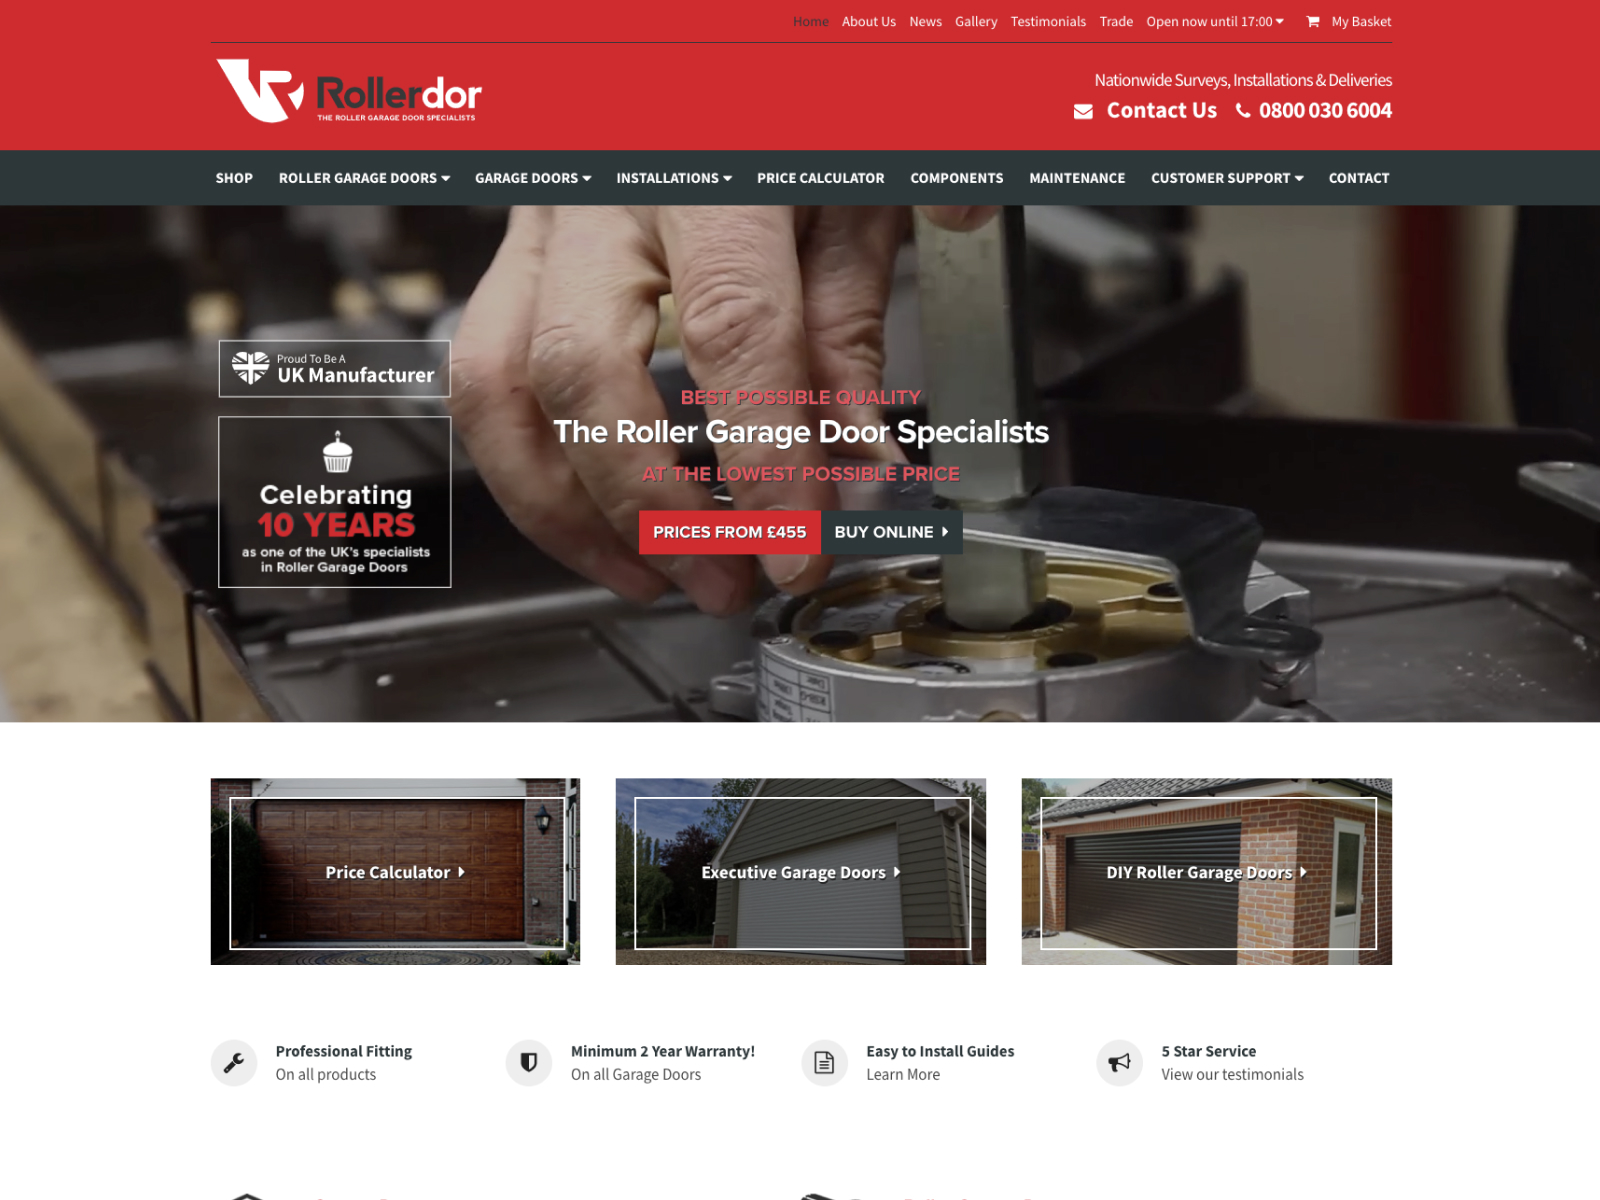 Home About Us News Gallery Testimonials Trade Open now until 17:00 My Basket
Rollerdor
THE ROLLER GARAGE DOOR SPECIALISTS
Nationwide Surveys, Installations & Deliveries
Contact Us 0800 030 6004
SHOP ROLLER GARAGE DOORS GARAGE DOORS INSTALLATIONS PRICE CALCULATOR COMPONENTS MAINTENANCE CUSTOMER SUPPORT CONTACT
Proud To Be A
UK Manufacturer
Celebrating
10 YEARS
as one of the UK's specialists
in Roller Garage Doors
BEST POSSIBLE QUALITY
The Roller Garage Door Specialists
AT THE LOWEST POSSIBLE PRICE
PRICES FROM £455 BUY ONLINE
Price Calculator
Executive Garage Doors
DIY Roller Garage Doors
Professional Fitting
On all products
Minimum 2 Year Warranty!
On all Garage Doors
Easy to Install Guides
Learn More
5 Star Service
View our testimonials